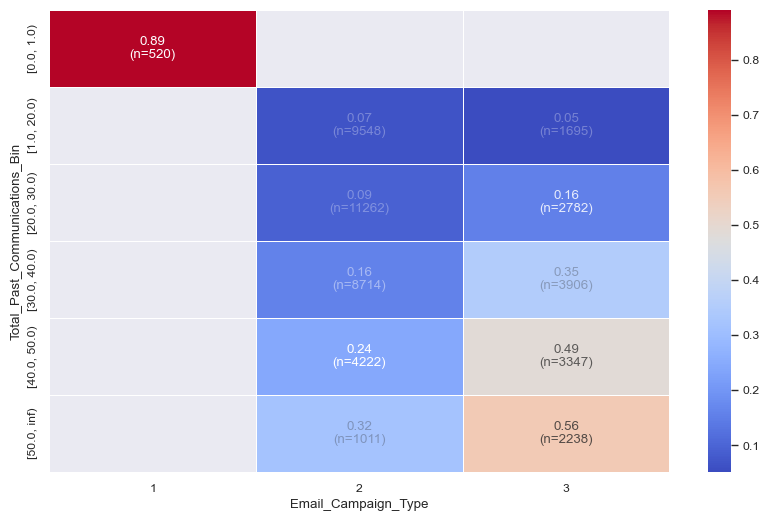 [0.0, 1.0)
0.89
(n=520)
[1.0, 20.0)
0.07
(n=9548)
0.05
(n=1695)
[20.0, 30.0)
0.09
(n=11262)
0.16
(n=2782)
[30.0, 40.0)
0.16
(n=8714)
0.35
(n=3906)
[40.0, 50.0)
0.24
(n=4222)
0.49
(n=3347)
[50.0, inf)
0.32
(n=1011)
0.56
(n=2238)
Total_Past_Communications_Bin
1
2
3
Email_Campaign_Type
0.8
0.7
0.6
0.5
0.4
0.3
0.2
0.1